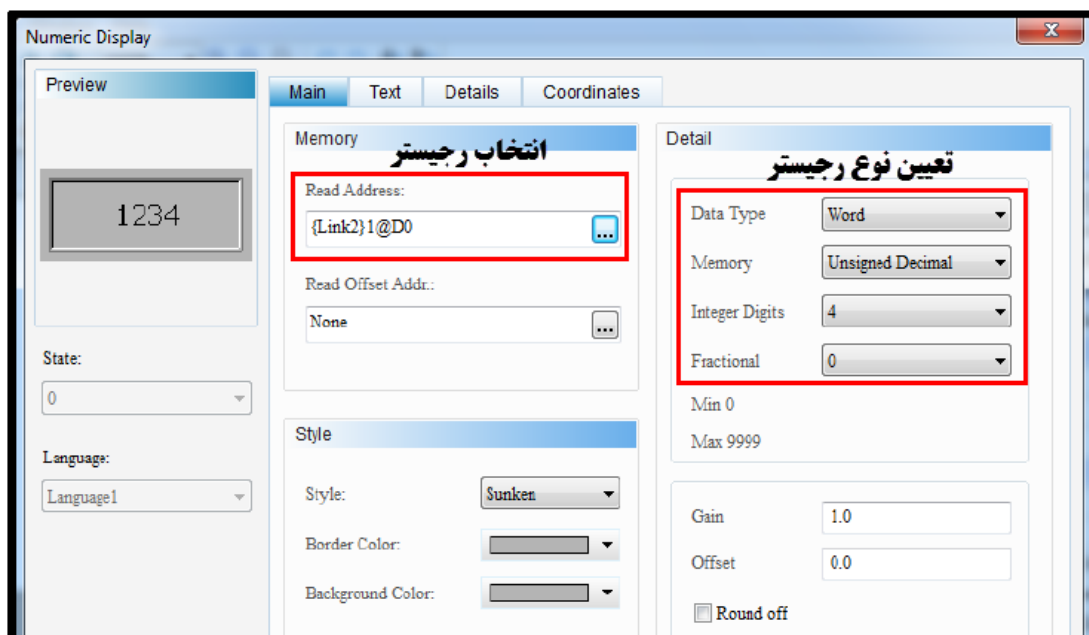 Numeric Display
Preview
1234
State:
0
Language:
Language1
Main Text Details Coordinates
Memory
انتخاب رجیستر
Read Address:
{Link2}1@D0
...
Read Offset Addr.:
None
...
Style
Style: Sunken
Border Color:
Background Color:
Detail
تعیین نوع رجیستر
Data Type Word
Memory Unsigned Decimal
Integer Digits 4
Fractional 0
Min 0
Max 9999
Gain 1.0
Offset 0.0
Round off